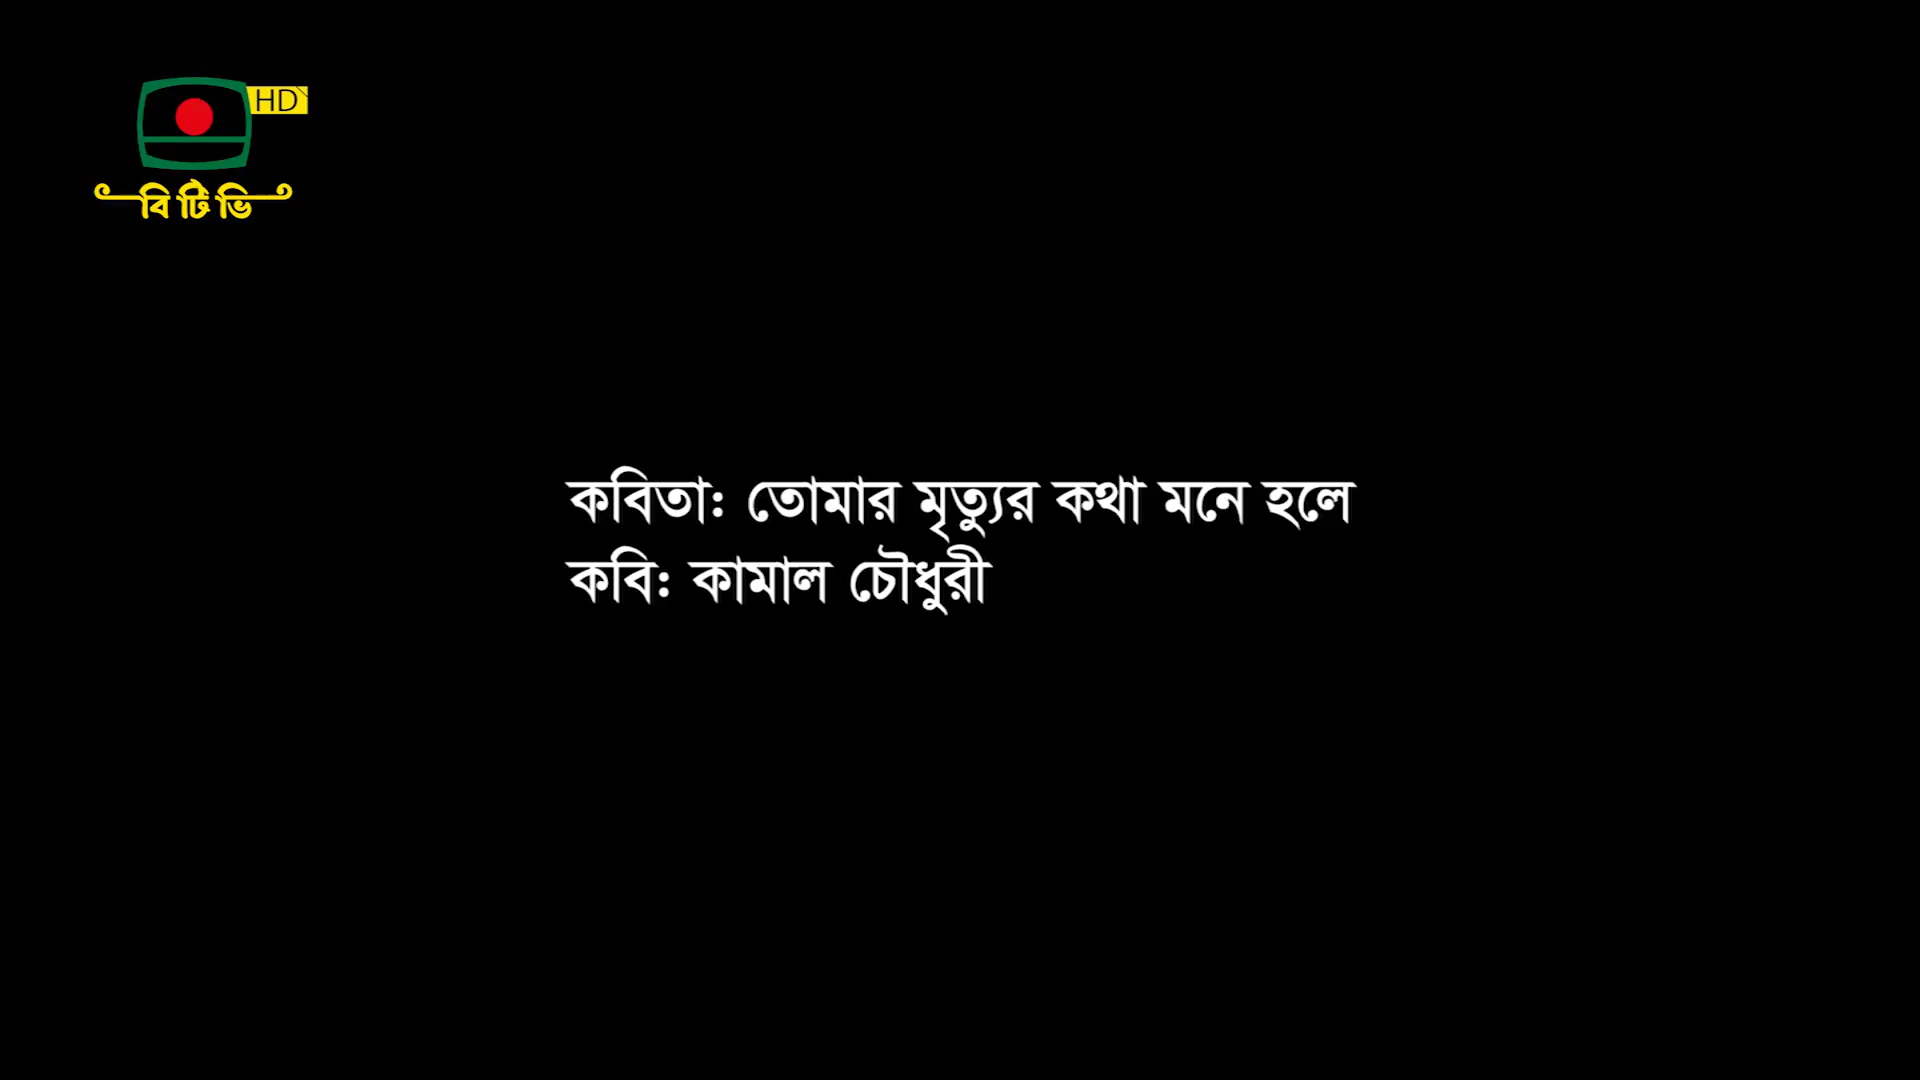 HD
বিটিভি
কবিতা: তোমার মৃত্যুর কথা মনে হলে
কবি: কামাল চৌধুরী